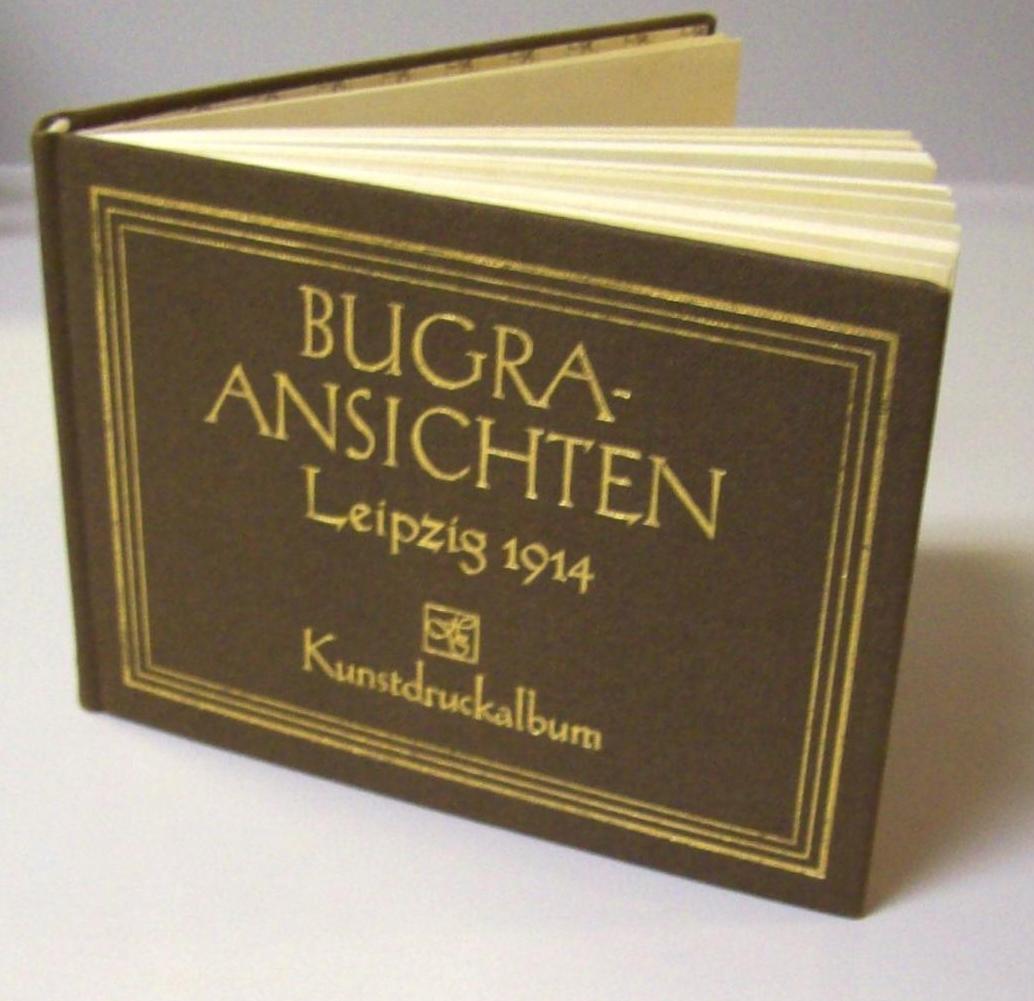 BUGRA-
ANSICHTEN
Leipzig 1914
Kunstdruckalbum